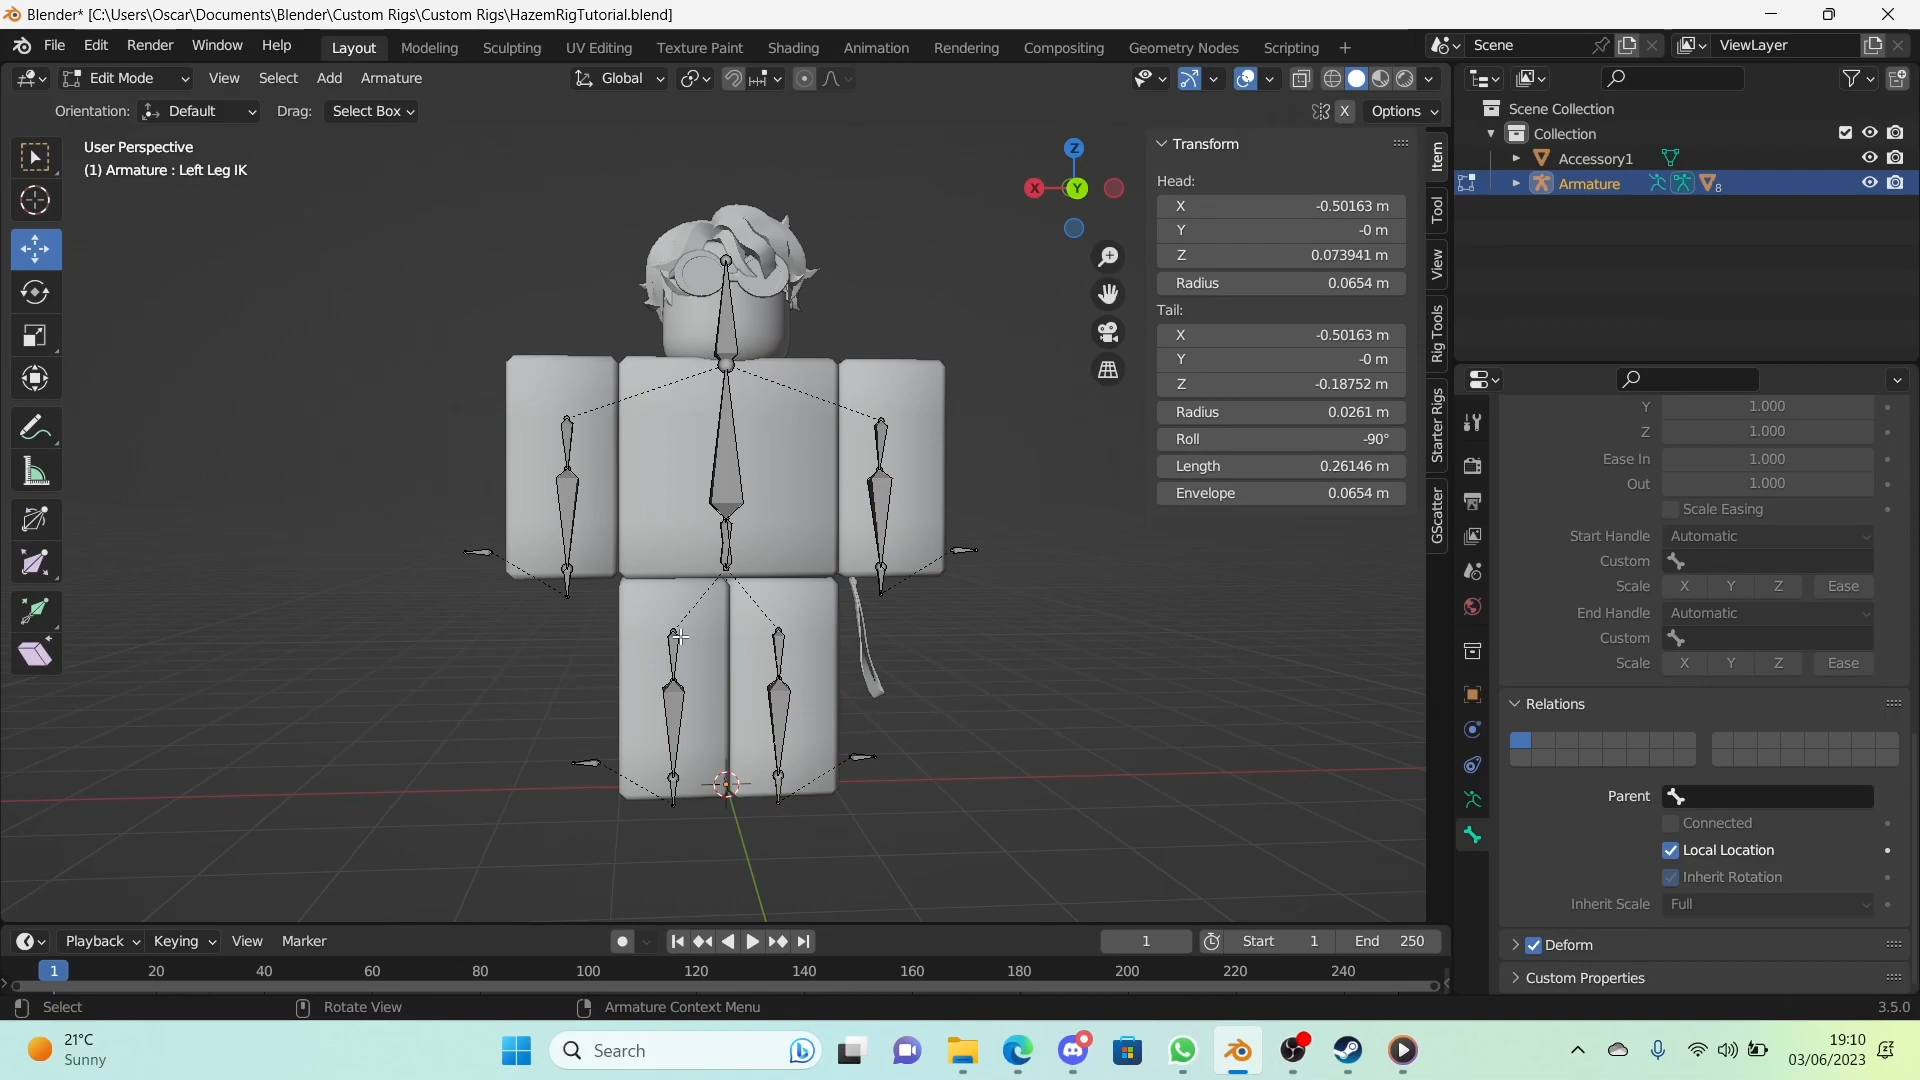 Blender* [C:\Users\Oscar\Documents\Blender\Custom Rigs\Custom Rigs\HazemRigTutorial.blend]
File Edit Render Window Help Layout Modeling Sculpting UV Editing Texture Paint Shading Animation Rendering Compositing Geometry Nodes Scripting + Scene ViewLayer
Edit Mode View Select Add Armature Global
Orientation: Default Drag: Select Box X Options
User Perspective
(1) Armature : Left Leg IK
Z
X
Y
Transform
Head:
X -0.50163 m
Y -0 m
Z 0.073941 m
Radius 0.0654 m
Tail:
X -0.50163 m
Y -0 m
Z -0.18752 m
Radius 0.0261 m
Roll -90°
Length 0.26146 m
Envelope 0.0654 m
Item
Tool
View
Rig Tools
Starter Rigs
GScatter
Scene Collection
Collection
Accessory1
Armature 8
Y 1.000
Z 1.000
Ease In 1.000
Out 1.000
Scale Easing
Start Handle Automatic
Custom
Scale X Y Z Ease
End Handle Automatic
Custom
Scale X Y Z Ease
Relations
Parent
Connected
Local Location
Inherit Rotation
Inherit Scale Full
Deform
Custom Properties
Playback Keying View Marker 1 Start 1 End 250
1 20 40 60 80 100 120 140 160 180 200 220 240
Select Rotate View Armature Context Menu 3.5.0
21°C
Sunny
Search
19:10
03/06/2023